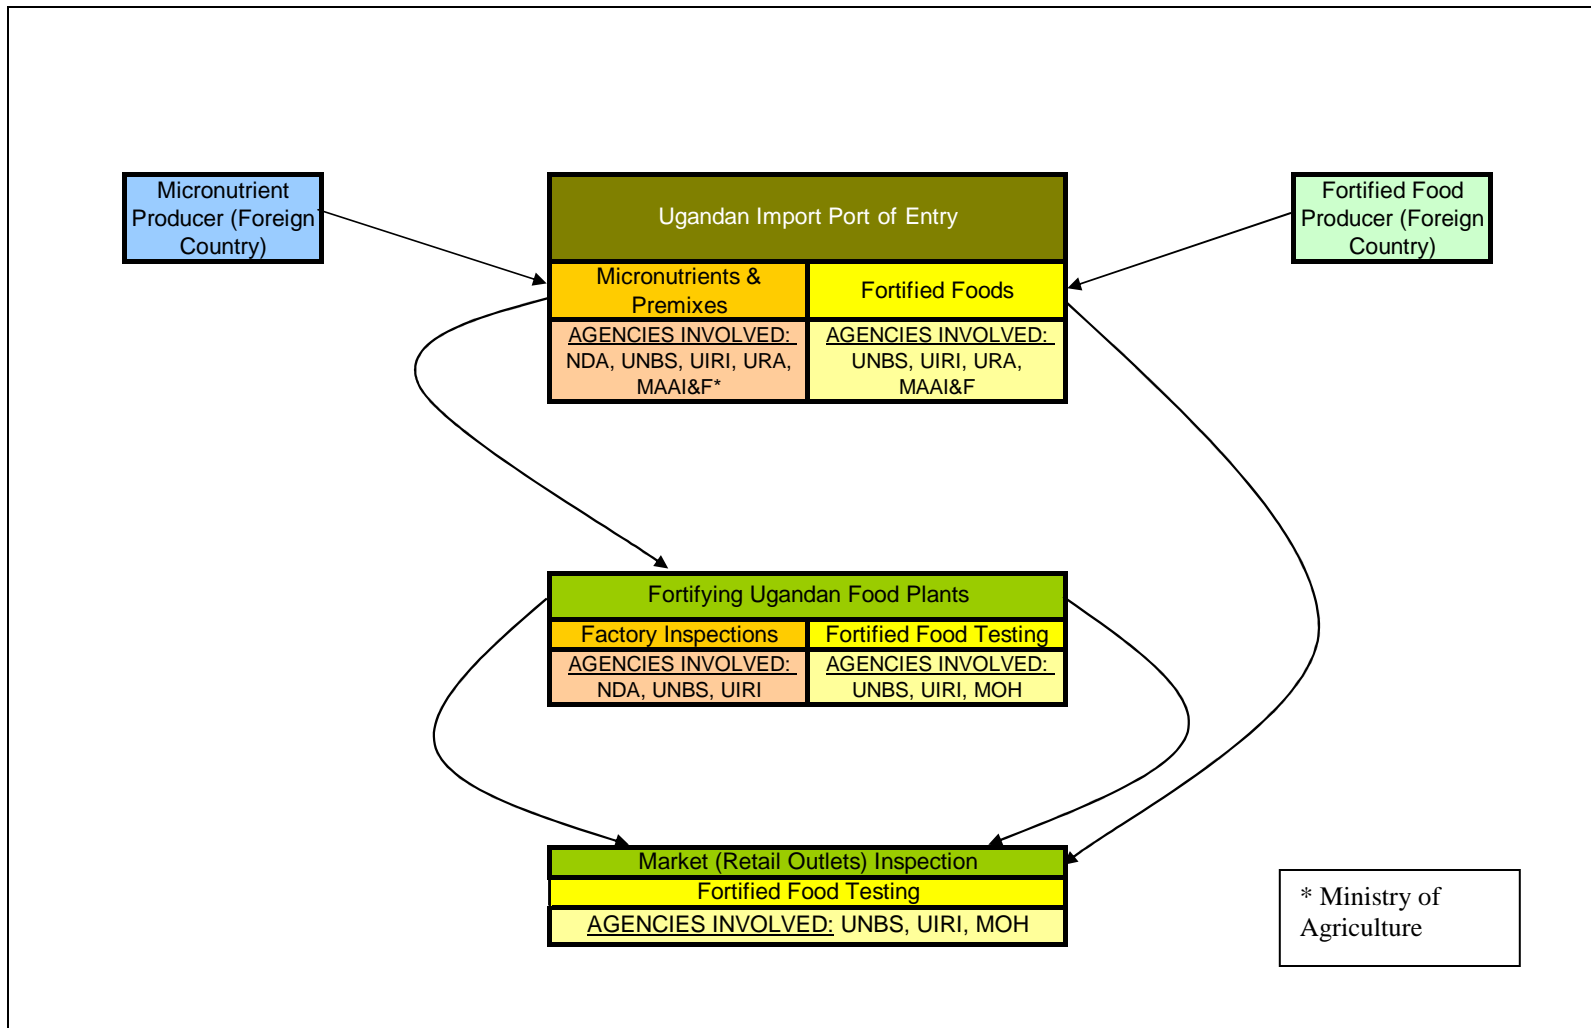 Micronutrient
Producer (Foreign
Country)
Ugandan Import Port of Entry
Fortified Food
Producer (Foreign
Country)
Micronutrients &
Premixes
Fortified Foods
AGENCIES INVOLVED:
NDA, UNBS, UIRI, URA,
MAAI&F*
AGENCIES INVOLVED:
UNBS, UIRI, URA,
MAAI&F
Fortifying Ugandan Food Plants
Factory Inspections
Fortified Food Testing
AGENCIES INVOLVED:
NDA, UNBS, UIRI
AGENCIES INVOLVED:
UNBS, UIRI, MOH
Market (Retail Outlets) Inspection
Fortified Food Testing
AGENCIES INVOLVED: UNBS, UIRI, MOH
* Ministry of
Agriculture